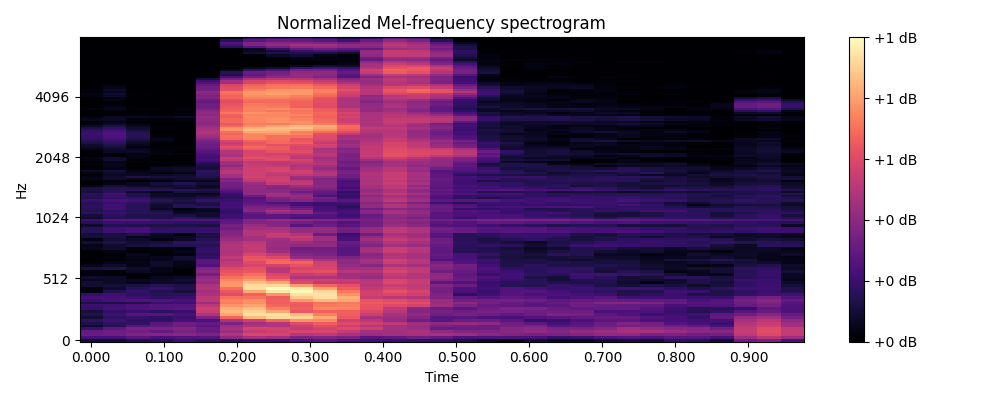 Normalized Mel-frequency spectrogram
Hz
4096
2048
1024
512
0
0.000 0.100 0.200 0.300 0.400 0.500 0.600 0.700 0.800 0.900
Time
+1 dB
+1 dB
+1 dB
+0 dB
+0 dB
+0 dB